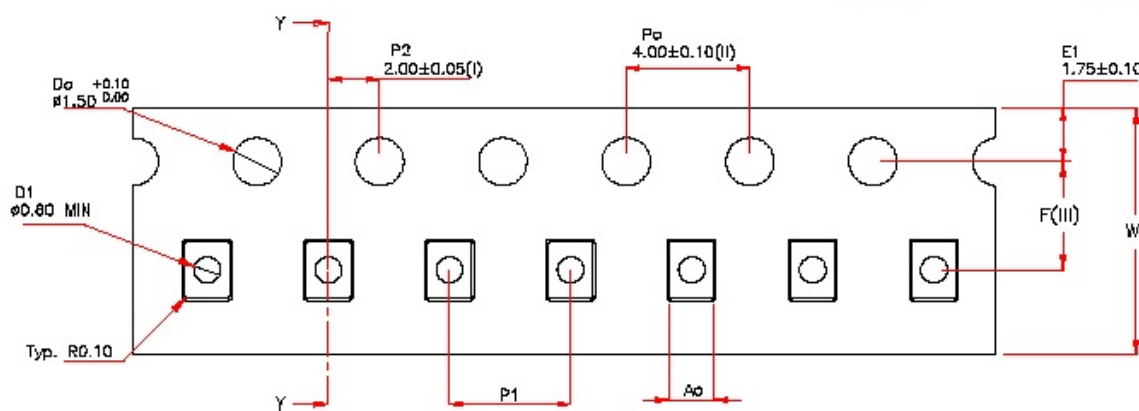 Y
P2
2.00±0.05(I)
Po
4.00±0.10(II)
E1
1.75±0.10
Do +0.10
ø1.50 0.00
D1
ø0.80 MIN
F(III)
W
Typ. R0.10
Y
P1
Ao